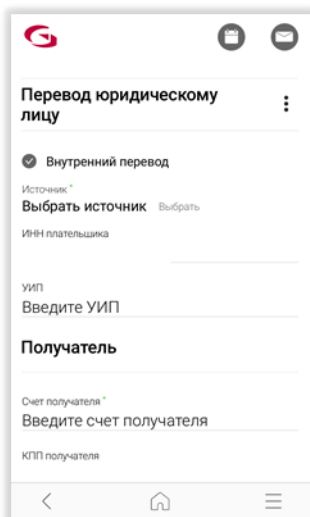 Перевод юридическому
лицу
Внутренний перевод
Источник *
Выбрать источник Выбрать
ИНН плательщика
УИП
Введите УИП
Получатель
Счет получателя *
Введите счет получателя
КПП получателя